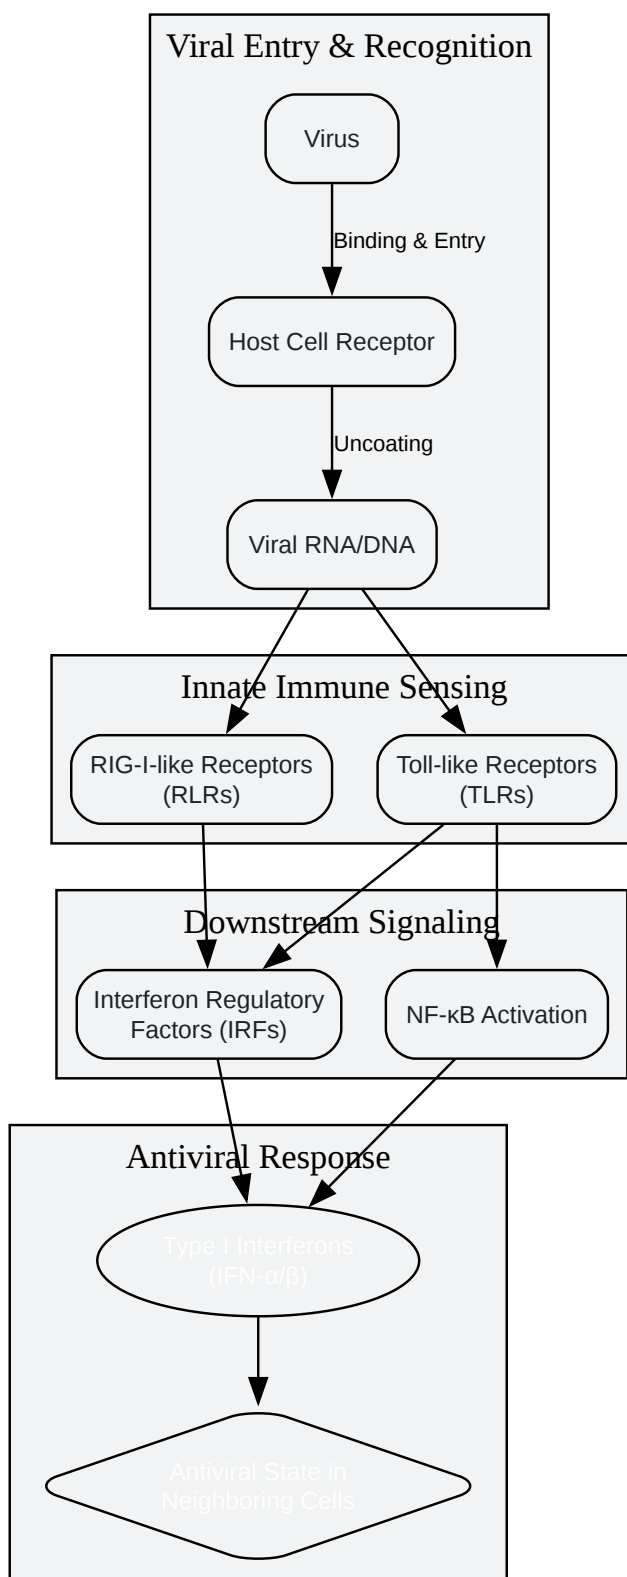 Viral Entry & Recognition
Virus
Binding & Entry
Host Cell Receptor
Uncoating
Viral RNA/DNA
Innate Immune Sensing
RIG-I-like Receptors
(RLRs)
Toll-like Receptors
(TLRs)
Downstream Signaling
Interferon Regulatory
Factors (IRFs)
NF-κB Activation
Antiviral Response
Type I Interferons
(IFN-α/β)
Antiviral State in
Neighboring Cells